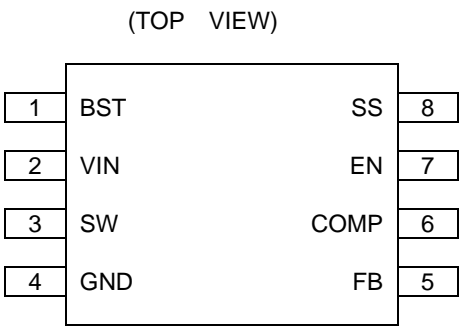 (TOP VIEW)
1 BST SS 8
2 VIN EN 7
3 SW COMP 6
4 GND FB 5